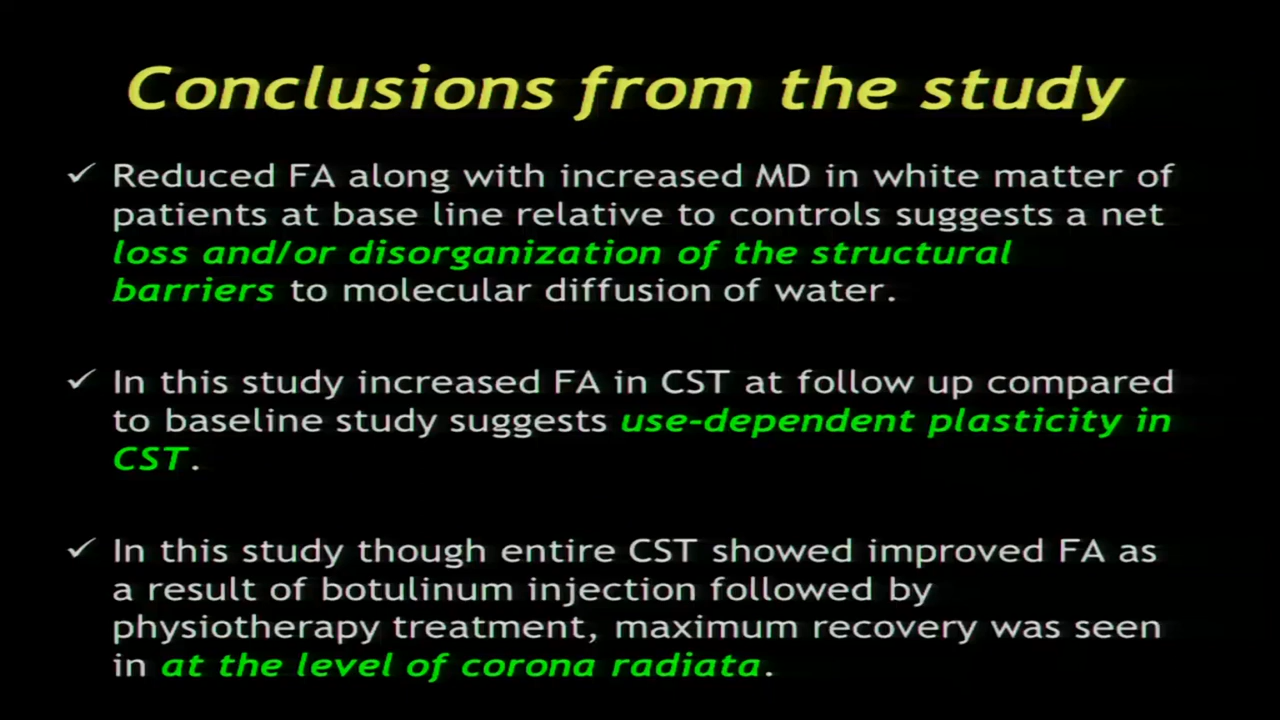 Conclusions from the study
✓ Reduced FA along with increased MD in white matter of
patients at base line relative to controls suggests a net
loss and/or disorganization of the structural
barriers to molecular diffusion of water.
✓ In this study increased FA in CST at follow up compared
to baseline study suggests use-dependent plasticity in
CST.
✓ In this study though entire CST showed improved FA as
a result of botulinum injection followed by
physiotherapy treatment, maximum recovery was seen
in at the level of corona radiata.